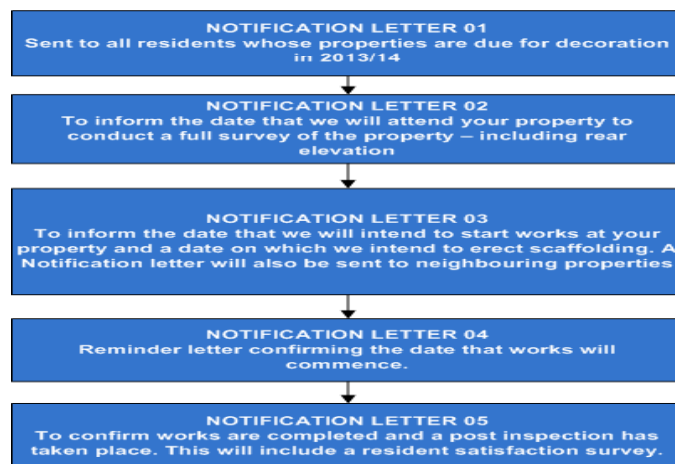 NOTIFICATION LETTER 01
Sent to all residents whose properties are due for decoration
in 2013/14
NOTIFICATION LETTER 02
To inform the date that we will attend your property to
conduct a full survey of the property – including rear
elevation
NOTIFICATION LETTER 03
To inform the date that we will intend to start works at your
property and a date on which we intend to erect scaffolding. A
Notification letter will also be sent to neighbouring properties
NOTIFICATION LETTER 04
Reminder letter confirming the date that works will
commence.
NOTIFICATION LETTER 05
To confirm works are completed and a post inspection has
taken place. This will include a resident satisfaction survey.